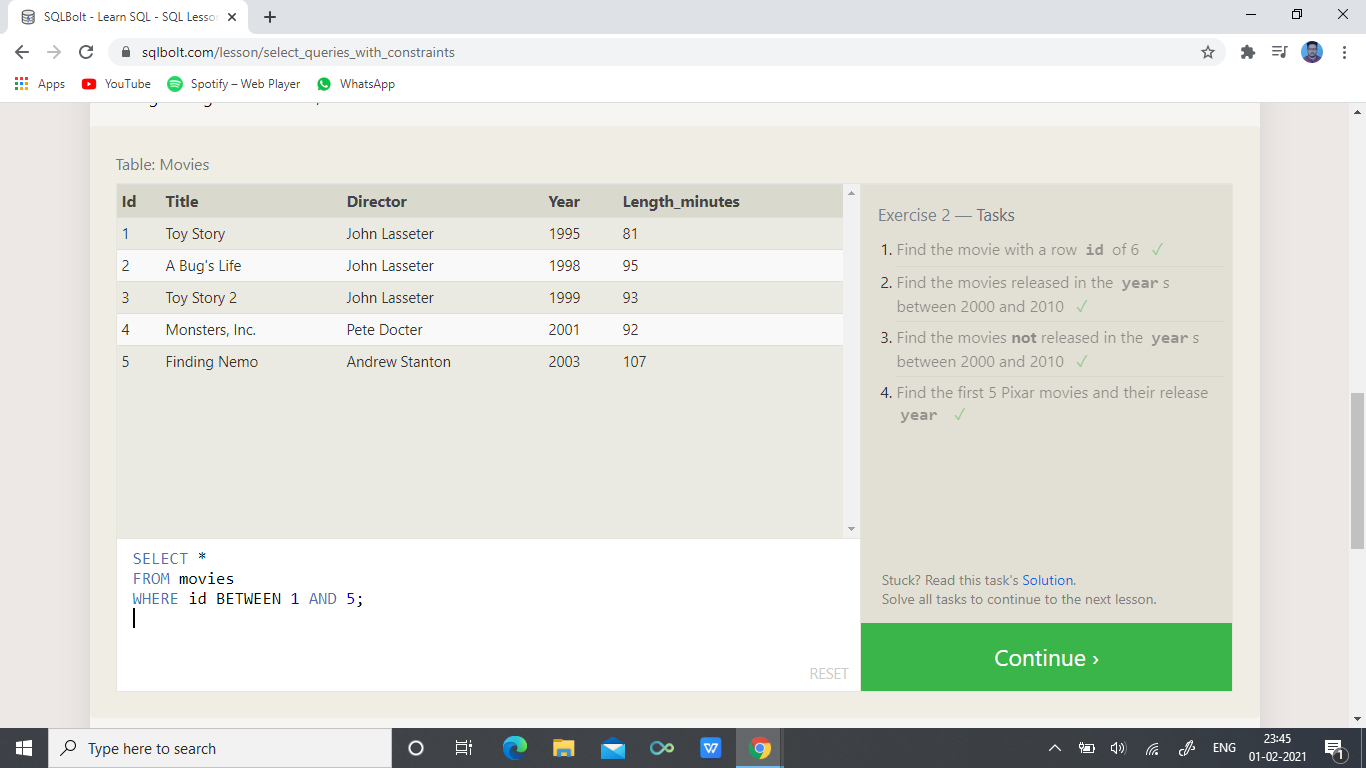 SQLBolt - Learn SQL - SQL Lesso
sqlbolt.com/lesson/select_queries_with_constraints
Apps YouTube Spotify – Web Player WhatsApp
Table: Movies
Id Title Director Year Length_minutes
1 Toy Story John Lasseter 1995 81
2 A Bug's Life John Lasseter 1998 95
3 Toy Story 2 John Lasseter 1999 93
4 Monsters, Inc. Pete Docter 2001 92
5 Finding Nemo Andrew Stanton 2003 107
Exercise 2 — Tasks
1. Find the movie with a row id of 6 ✓
2. Find the movies released in the year s
between 2000 and 2010 ✓
3. Find the movies not released in the year s
between 2000 and 2010 ✓
4. Find the first 5 Pixar movies and their release
year ✓
SELECT *
FROM movies
WHERE id BETWEEN 1 AND 5;
RESET
Stuck? Read this task's Solution.
Solve all tasks to continue to the next lesson.
Continue ›
Type here to search
ENG
23:45
01-02-2021
1